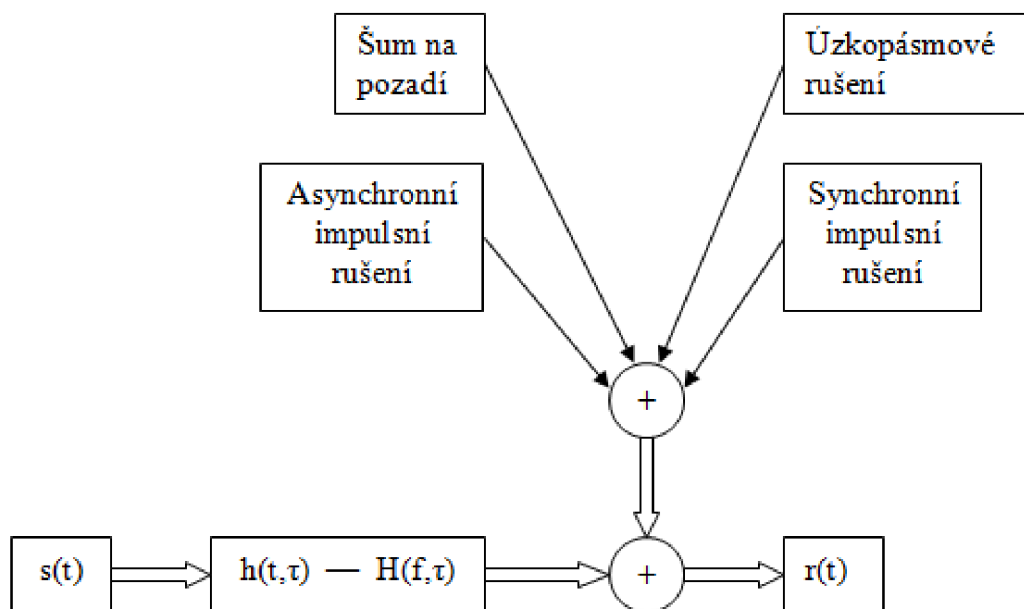 Šum na
pozadí
Úzkopásmové
rušení
Asynchronní
impulsní
rušení
Synchronní
impulsní
rušení
+
s(t)
h(t,τ) — H(f,τ)
+
r(t)